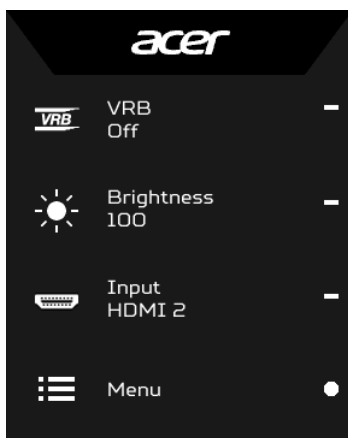 acer
VRB
VRB
Off
Brightness
100
Input
HDMI 2
Menu